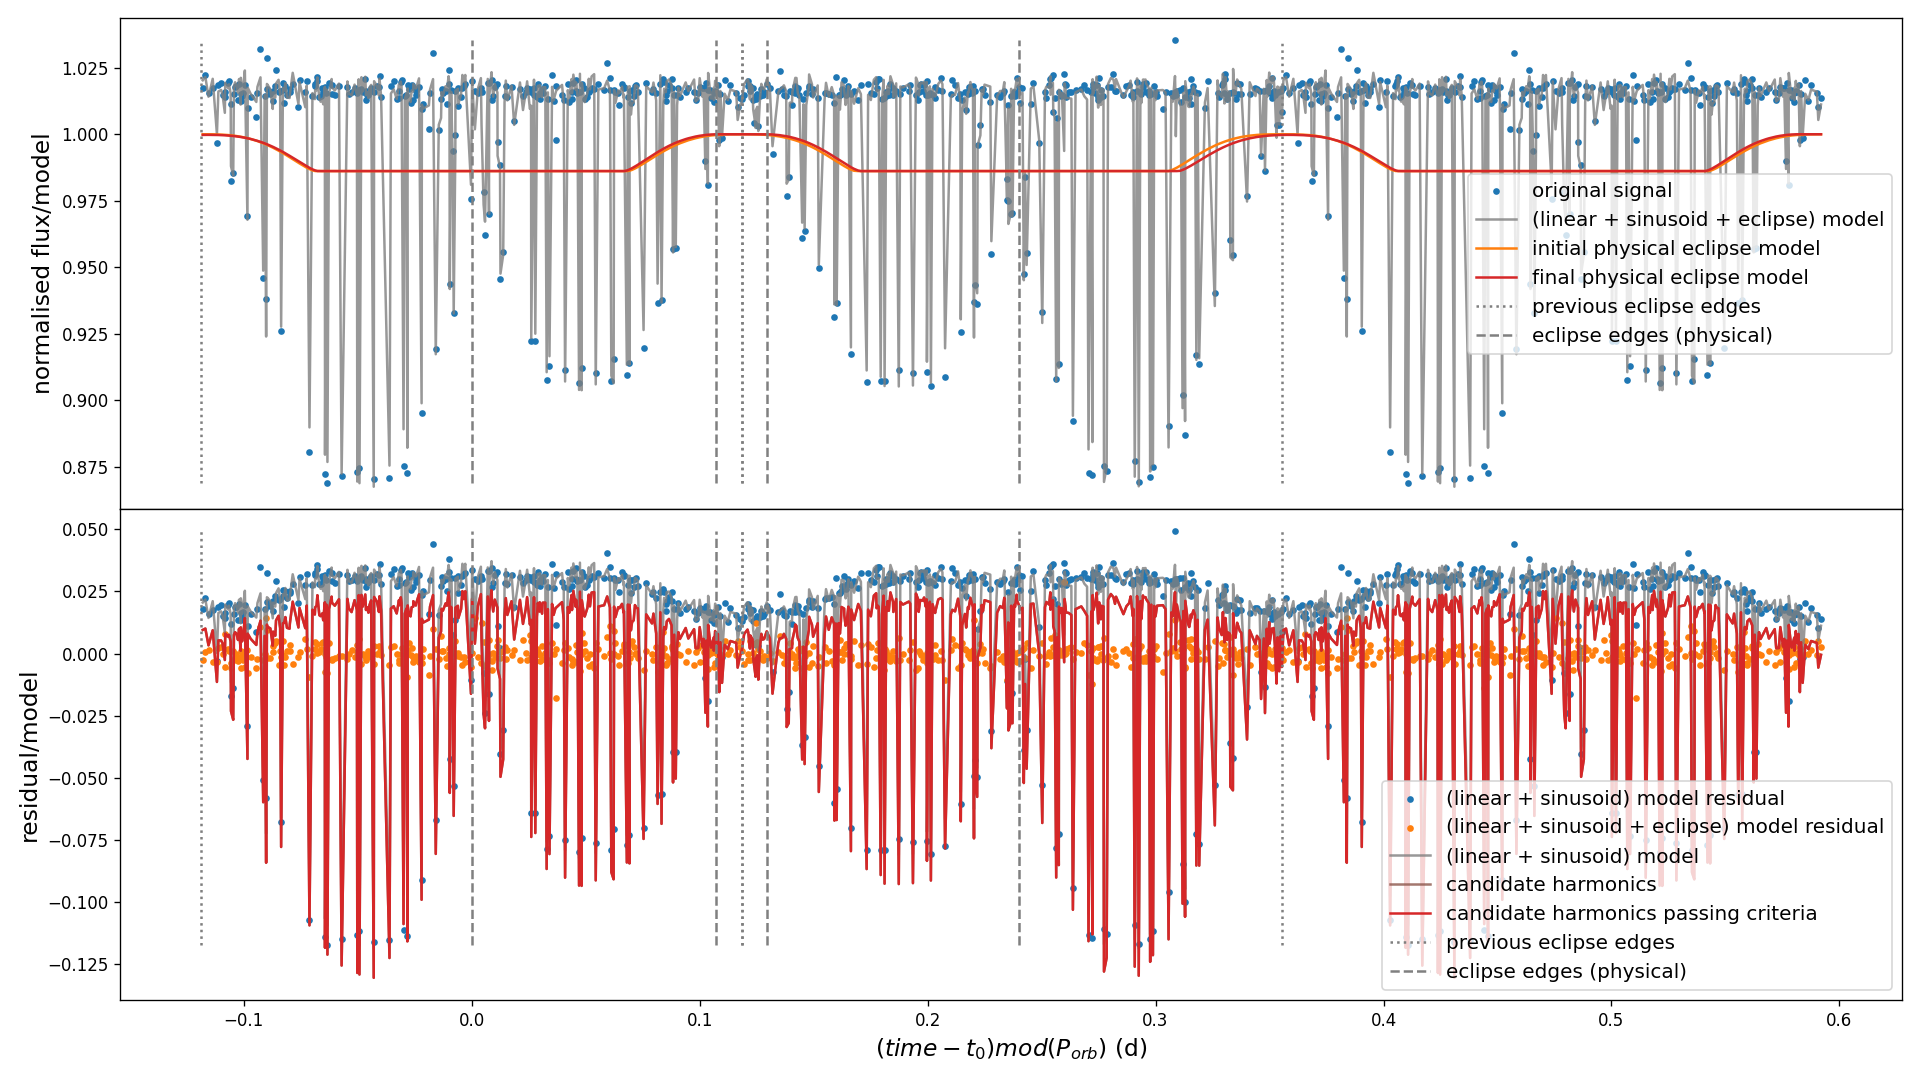 normalised flux/model
1.025
1.000
0.975
0.950
0.925
0.900
0.875
original signal
(linear + sinusoid + eclipse) model
initial physical eclipse model
final physical eclipse model
previous eclipse edges
eclipse edges (physical)
residual/model
0.050
0.025
0.000
−0.025
−0.050
−0.075
−0.100
−0.125
(linear + sinusoid) model residual
(linear + sinusoid + eclipse) model residual
(linear + sinusoid) model
candidate harmonics
candidate harmonics passing criteria
previous eclipse edges
eclipse edges (physical)
−0.1 0.0 0.1 0.2 0.3 0.4 0.5 0.6
(time − t₀)mod(P_orb) (d)